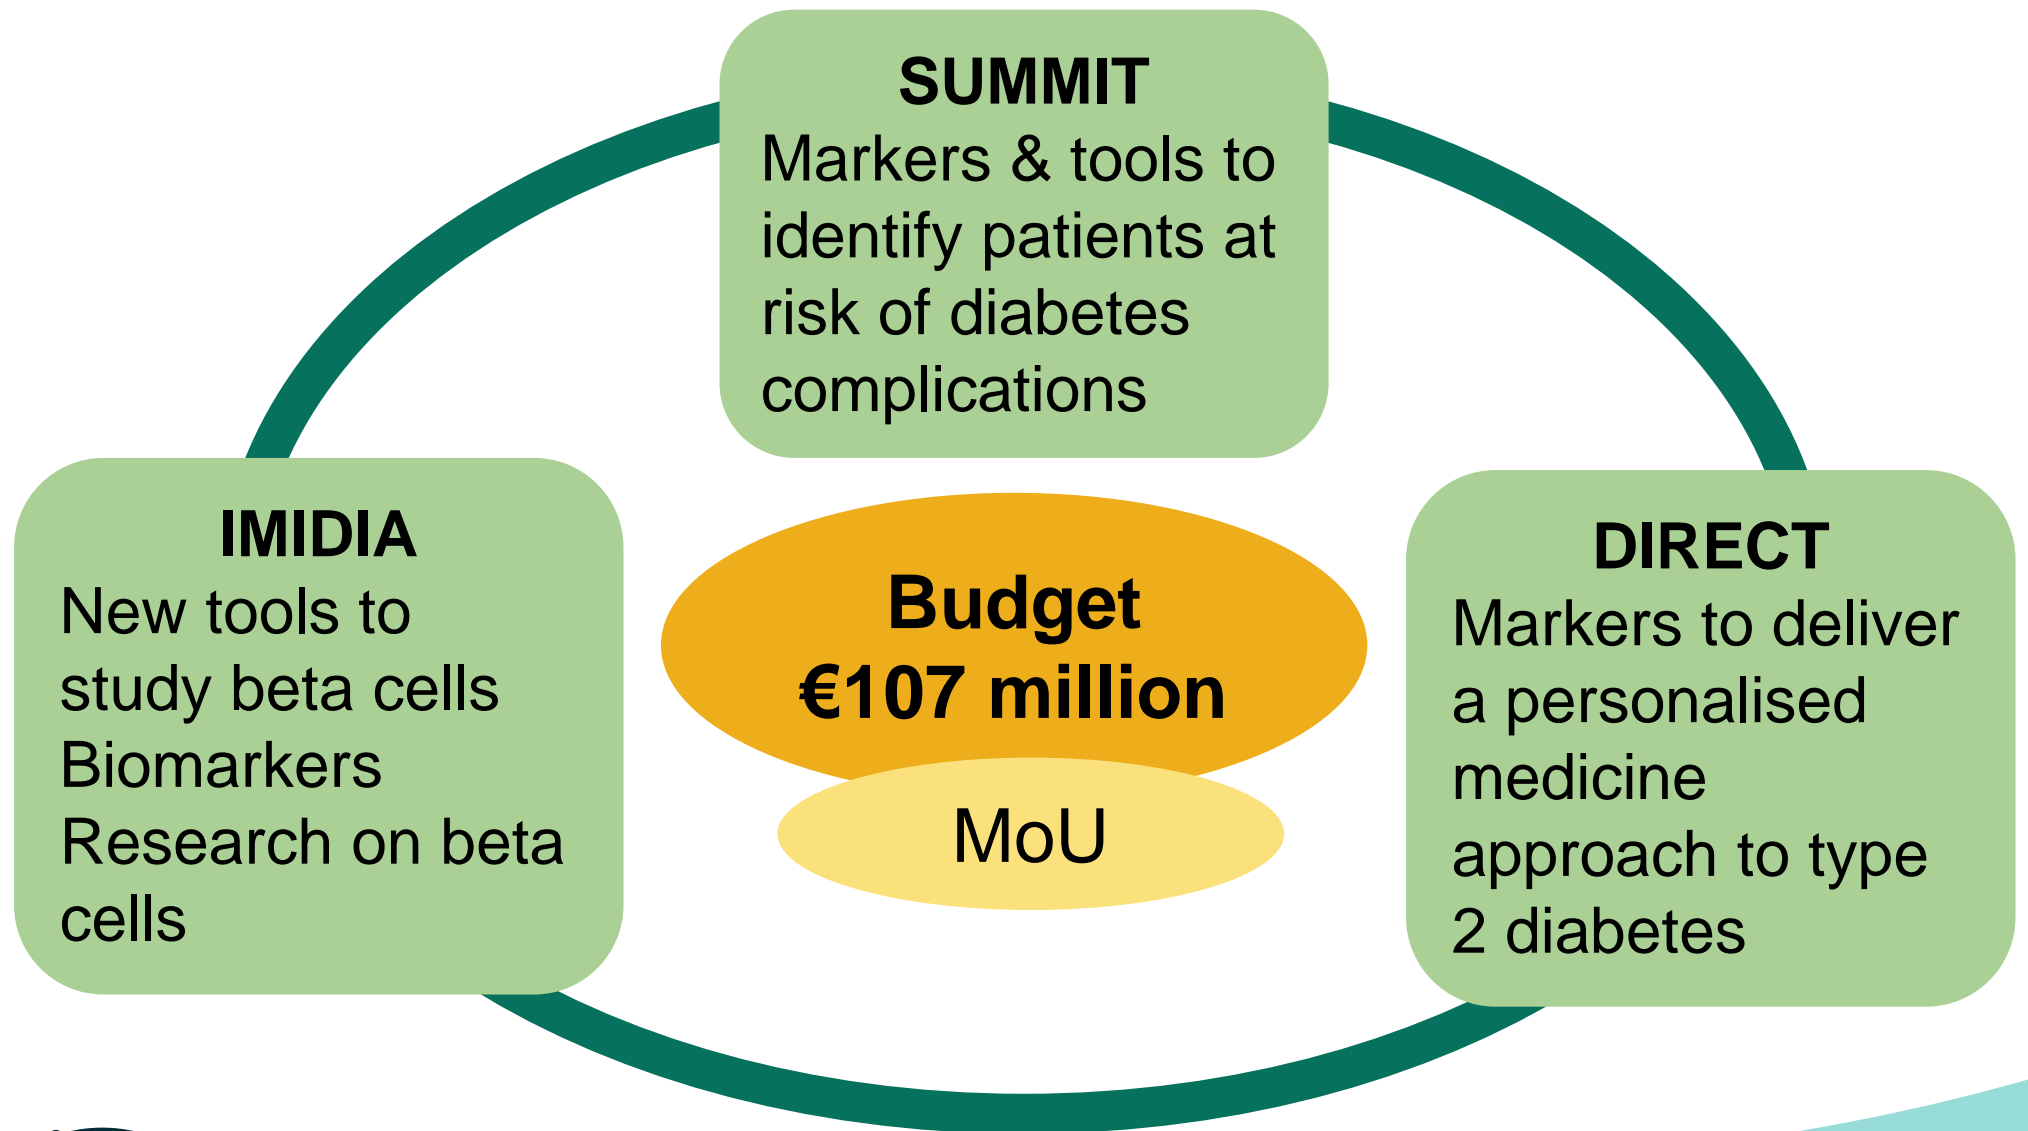 SUMMIT
Markers & tools to
identify patients at
risk of diabetes
complications
IMIDIA
New tools to
study beta cells
Biomarkers
Research on beta
cells
Budget
€107 million
MoU
DIRECT
Markers to deliver
a personalised
medicine
approach to type
2 diabetes